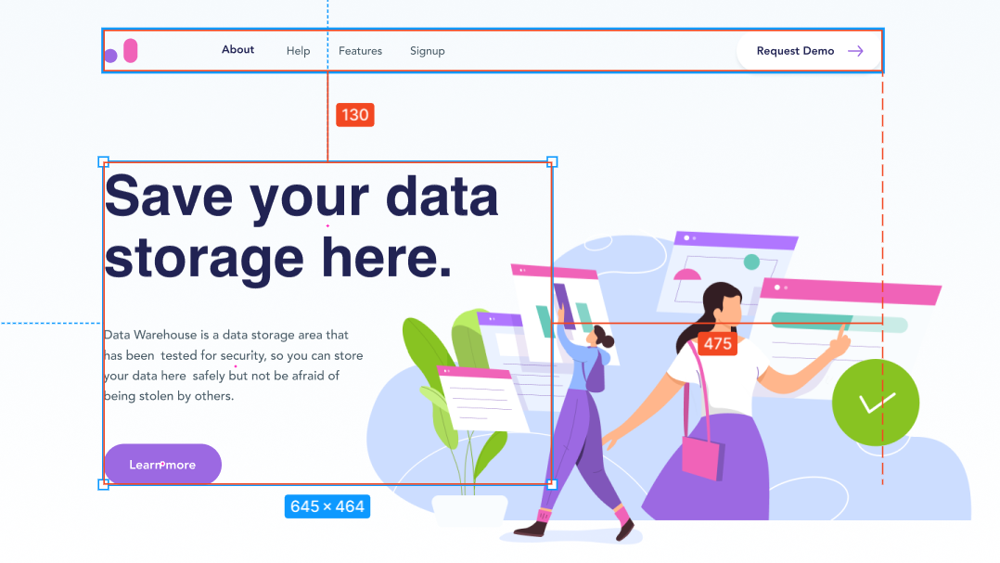 About
Help
Features
Signup
Request Demo
130
Save your data
storage here.
Data Warehouse is a data storage area that
has been tested for security, so you can store
your data here safely but not be afraid of
being stolen by others.
475
Learn more
645 × 464